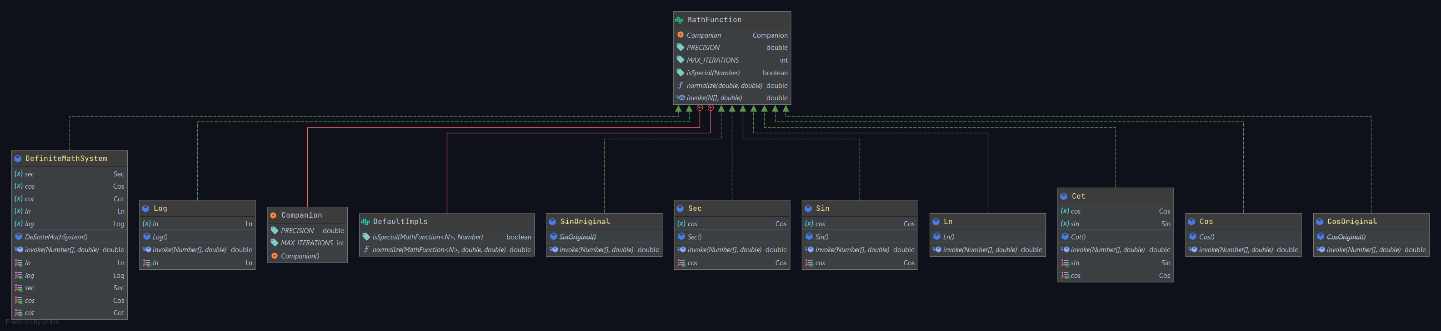 MathFunction
Companion Companion
PRECISION double
MAX_ITERATIONS int
isSpecial(Number) boolean
normalize(double, double) double
invoke(N[], double) double
DefiniteMathSystem
sec Sec
cos Cos
cot Cot
ln Ln
log Log
DefiniteMathSystem()
invoke(Number[], double) double
ln Ln
log Log
sec Sec
cos Cos
cot Cot
Log
ln Ln
Log()
invoke(Number[], double) double
ln Ln
Companion
PRECISION double
MAX_ITERATIONS int
Companion()
DefaultImpls
isSpecial(MathFunction<N>, Number) boolean
normalize(MathFunction<N>, double, double) double
SinOriginal
SinOriginal()
invoke(Number[], double) double
Sec
cos Cos
Sec()
invoke(Number[], double) double
cos Cos
Sin
cos Cos
Sin()
invoke(Number[], double) double
cos Cos
Ln
Ln()
invoke(Number[], double) double
Cot
cos Cos
sin Sin
Cot()
invoke(Number[], double) double
sin Sin
cos Cos
Cos
Cos()
invoke(Number[], double) double
CosOriginal
CosOriginal()
invoke(Number[], double) double
Powered by yFiles